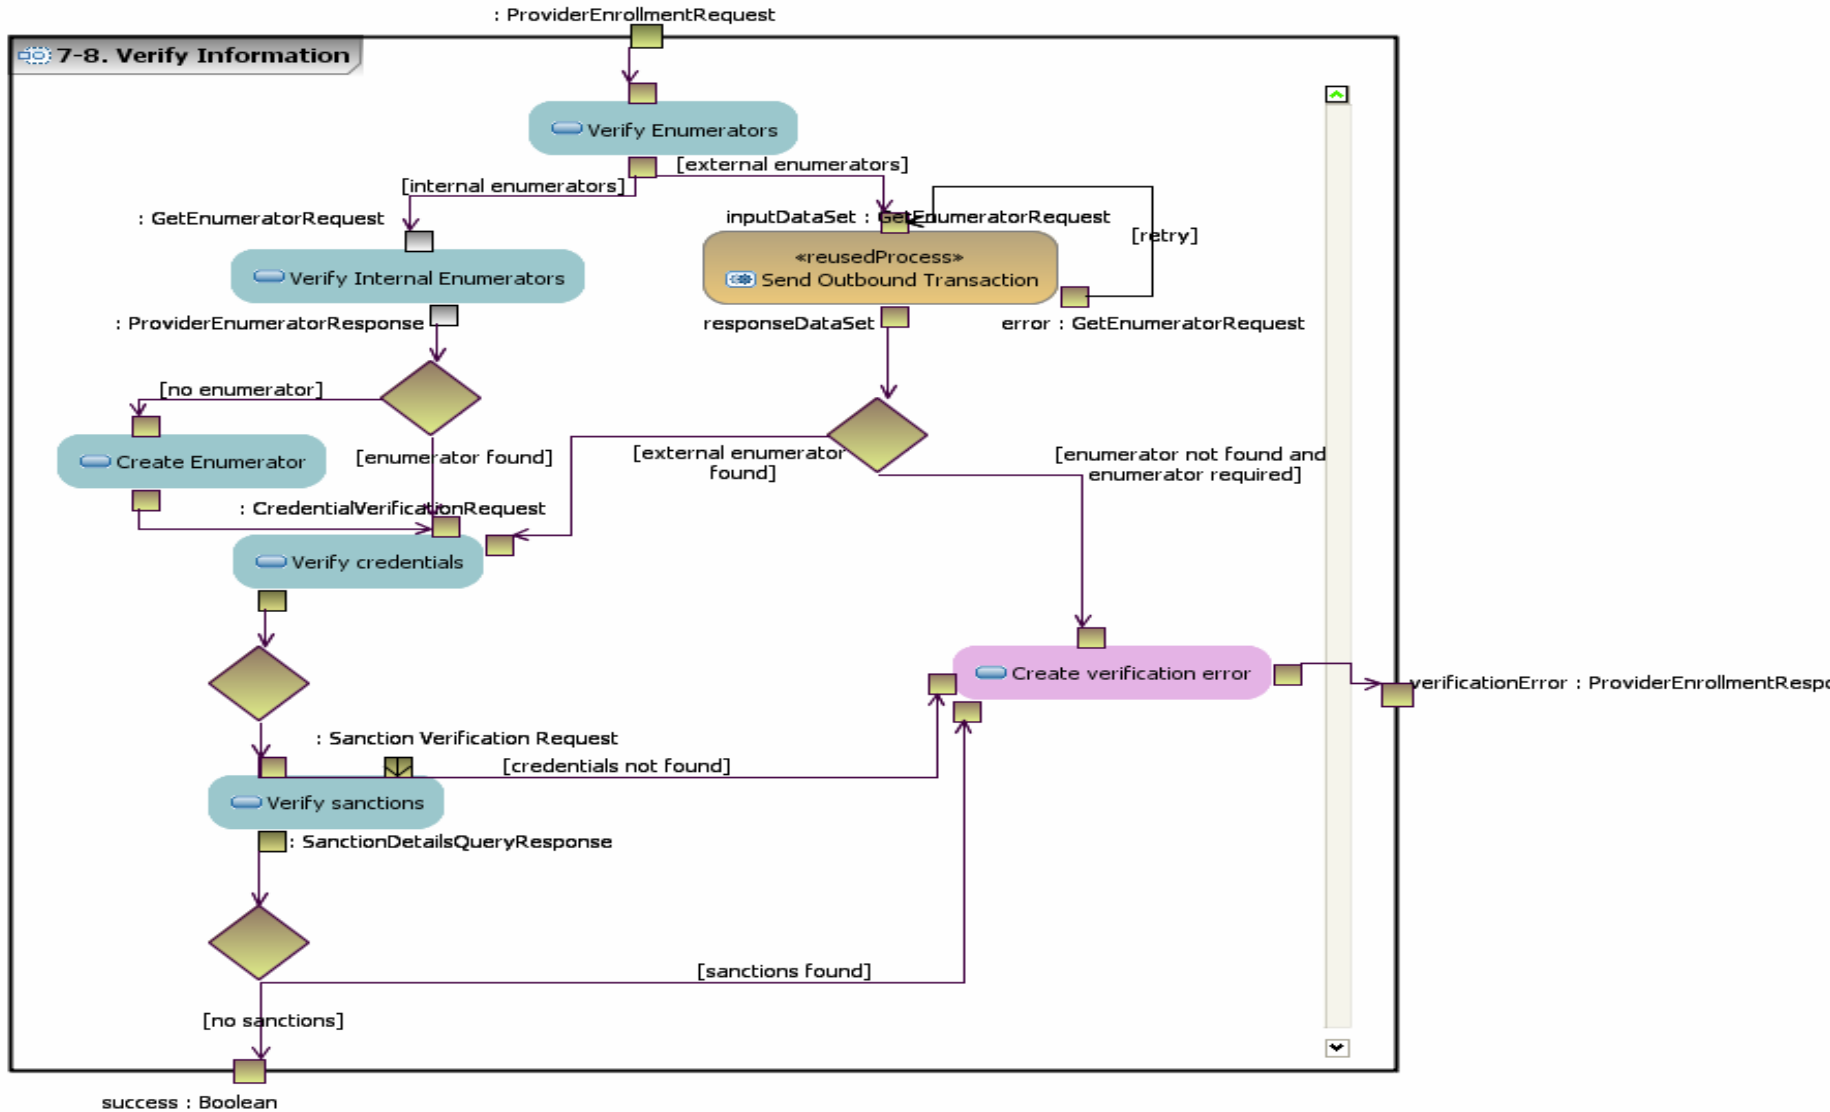 : ProviderEnrollmentRequest
7-8. Verify Information
Verify Enumerators
[external enumerators]
[internal enumerators]
: GetEnumeratorRequest
inputDataSet : GetEnumeratorRequest
[retry]
«reusedProcess»
Send Outbound Transaction
Verify Internal Enumerators
: ProviderEnumeratorResponse
responseDataSet
error : GetEnumeratorRequest
[no enumerator]
Create Enumerator
[enumerator found]
[external enumerator
found]
[enumerator not found and
enumerator required]
: CredentialVerificationRequest
Verify credentials
Create verification error
verificationError : ProviderEnrollmentRespo
: Sanction Verification Request
[credentials not found]
Verify sanctions
: SanctionDetailsQueryResponse
[sanctions found]
[no sanctions]
success : Boolean